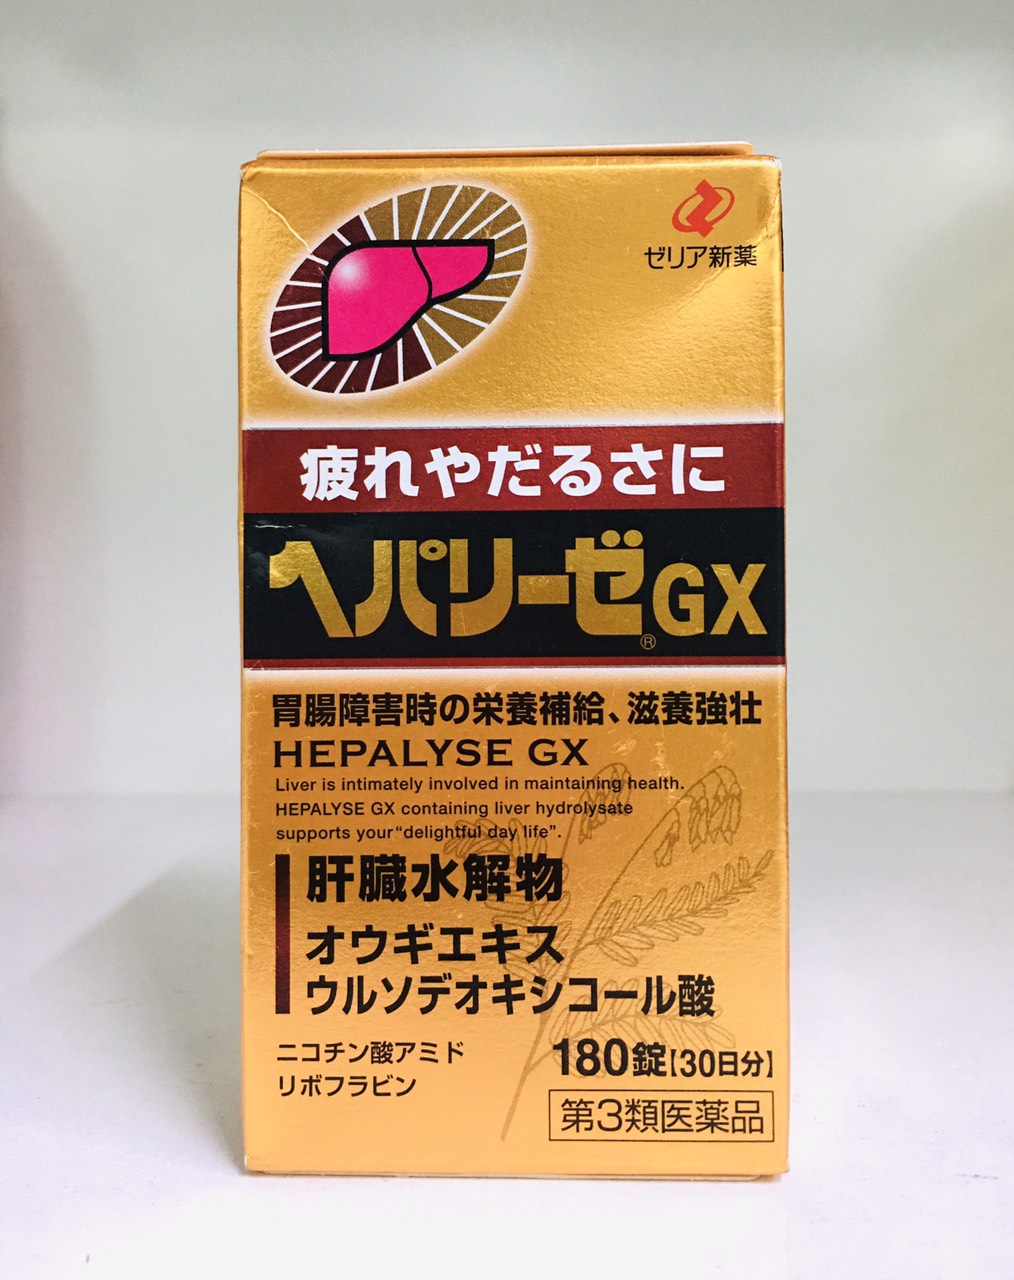 ゼリア新薬
疲れやだるさに
ヘパリーゼGX
®
胃腸障害時の栄養補給、滋養強壮
HEPALYSE GX
Liver is intimately involved in maintaining health.
HEPALYSE GX containing liver hydrolysate
supports your“delightful day life”.
肝臓水解物
オウギエキス
ウルソデオキシコール酸
ニコチン酸アミド
リボフラビン
180錠【30日分】
第3類医薬品